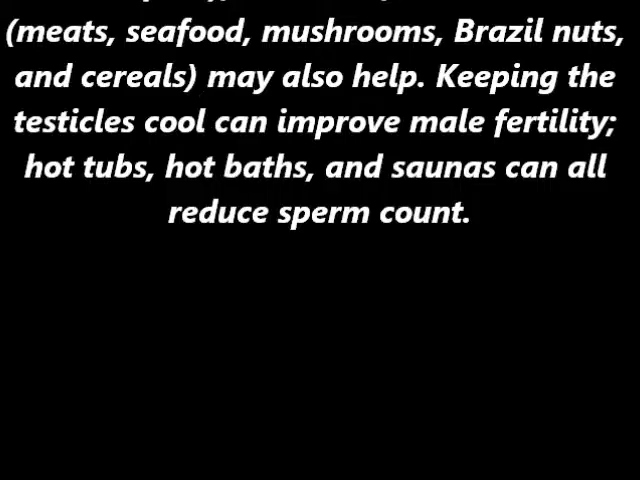 (meats, seafood, mushrooms, Brazil nuts,
and cereals) may also help. Keeping the
testicles cool can improve male fertility;
hot tubs, hot baths, and saunas can all
reduce sperm count.